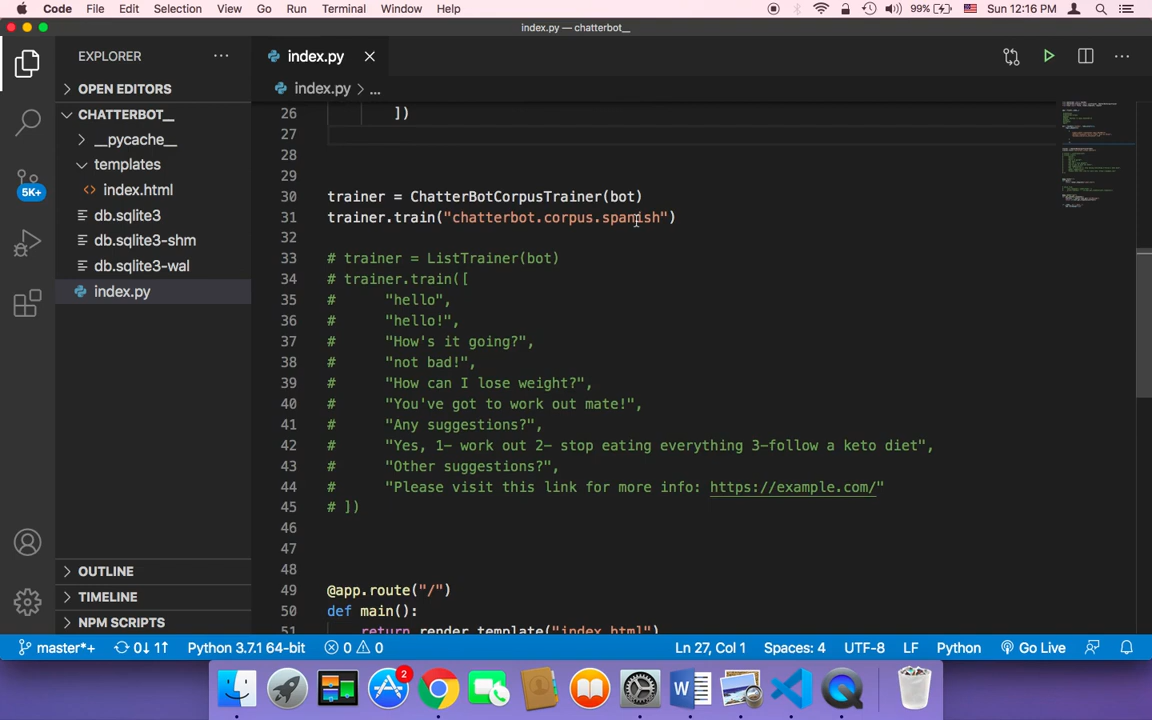 Code File Edit Selection View Go Run Terminal Window Help 99% Sun 12:16 PM
index.py — chatterbot_
EXPLORER
index.py
OPEN EDITORS
index.py > ...
CHATTERBOT_
__pycache__
templates
index.html
5K+
db.sqlite3
db.sqlite3-shm
db.sqlite3-wal
index.py
26 ])
27
28
29
30 trainer = ChatterBotCorpusTrainer(bot)
31 trainer.train("chatterbot.corpus.spanish")
32
33 # trainer = ListTrainer(bot)
34 # trainer.train([
35 # "hello",
36 # "hello!",
37 # "How's it going?",
38 # "not bad!",
39 # "How can I lose weight?",
40 # "You've got to work out mate!",
41 # "Any suggestions?",
42 # "Yes, 1- work out 2- stop eating everything 3-follow a keto diet",
43 # "Other suggestions?",
44 # "Please visit this link for more info: https://example.com/"
45 # ])
46
47
48
49 @app.route("/")
50 def main():
51 return render_template("index.html")
OUTLINE
TIMELINE
NPM SCRIPTS
master*+ 0↓ 1↑ Python 3.7.1 64-bit 0 0 Ln 27, Col 1 Spaces: 4 UTF-8 LF Python Go Live
2